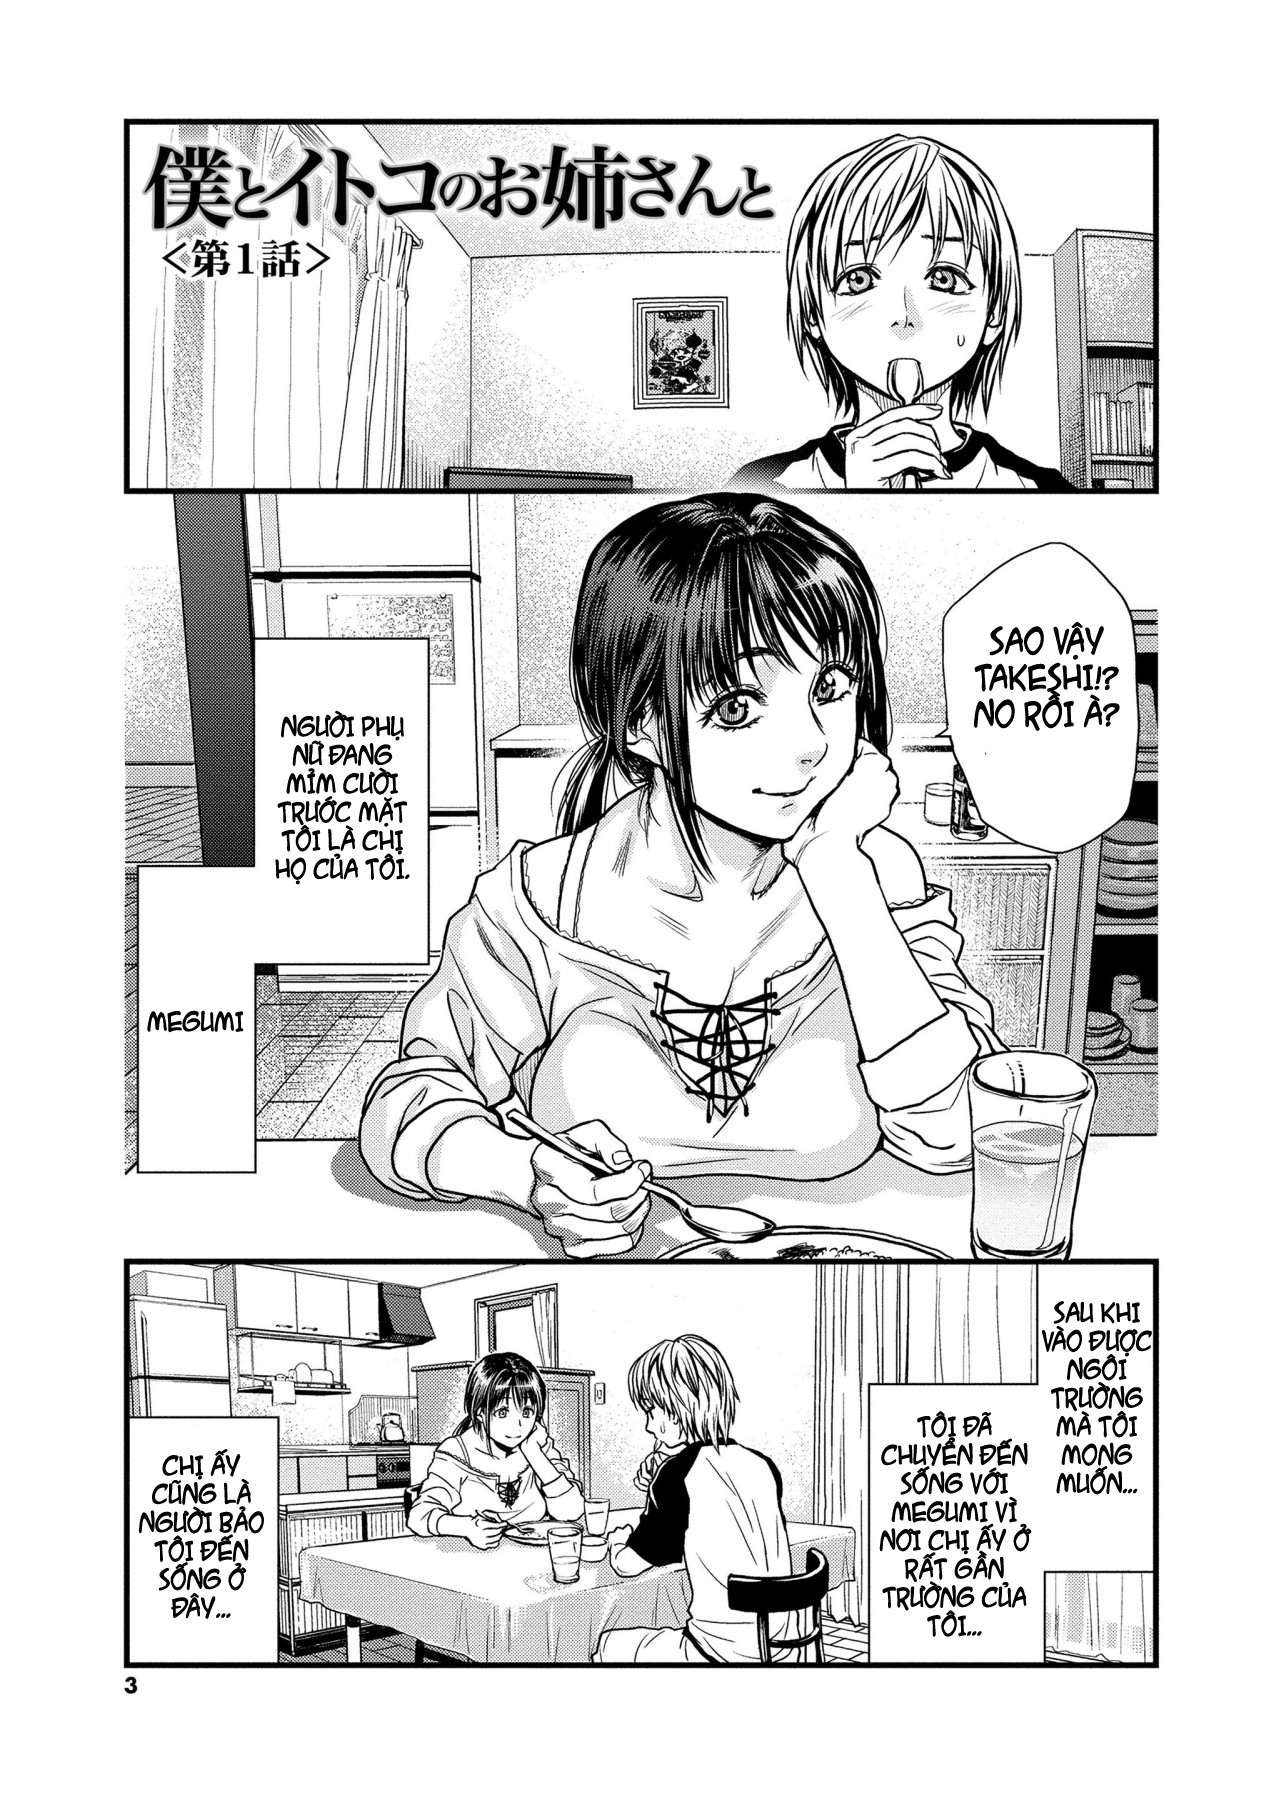 僕とイトコのお姉さんと
<第1話>
SAO VẬY
TAKESHI!?
NO RỒI À?
NGƯỜI PHỤ
NỮ ĐANG
MỈM CƯỜI
TRƯỚC MẶT
TÔI LÀ CHỊ
HỌ CỦA TÔI.
MEGUMI
SAU KHI
VÀO ĐƯỢC
NGÔI
TRƯỜNG
MÀ TÔI
MONG
MUỐN...
TÔI ĐÃ
CHUYỂN ĐẾN
SỐNG VỚI
MEGUMI VÌ
NƠI CHỊ ẤY Ở
RẤT GẦN
TRƯỜNG CỦA
TÔI...
CHỊ ẤY
CŨNG LÀ
NGƯỜI BẢO
TÔI ĐẾN
SỐNG Ở
ĐÂY...
3